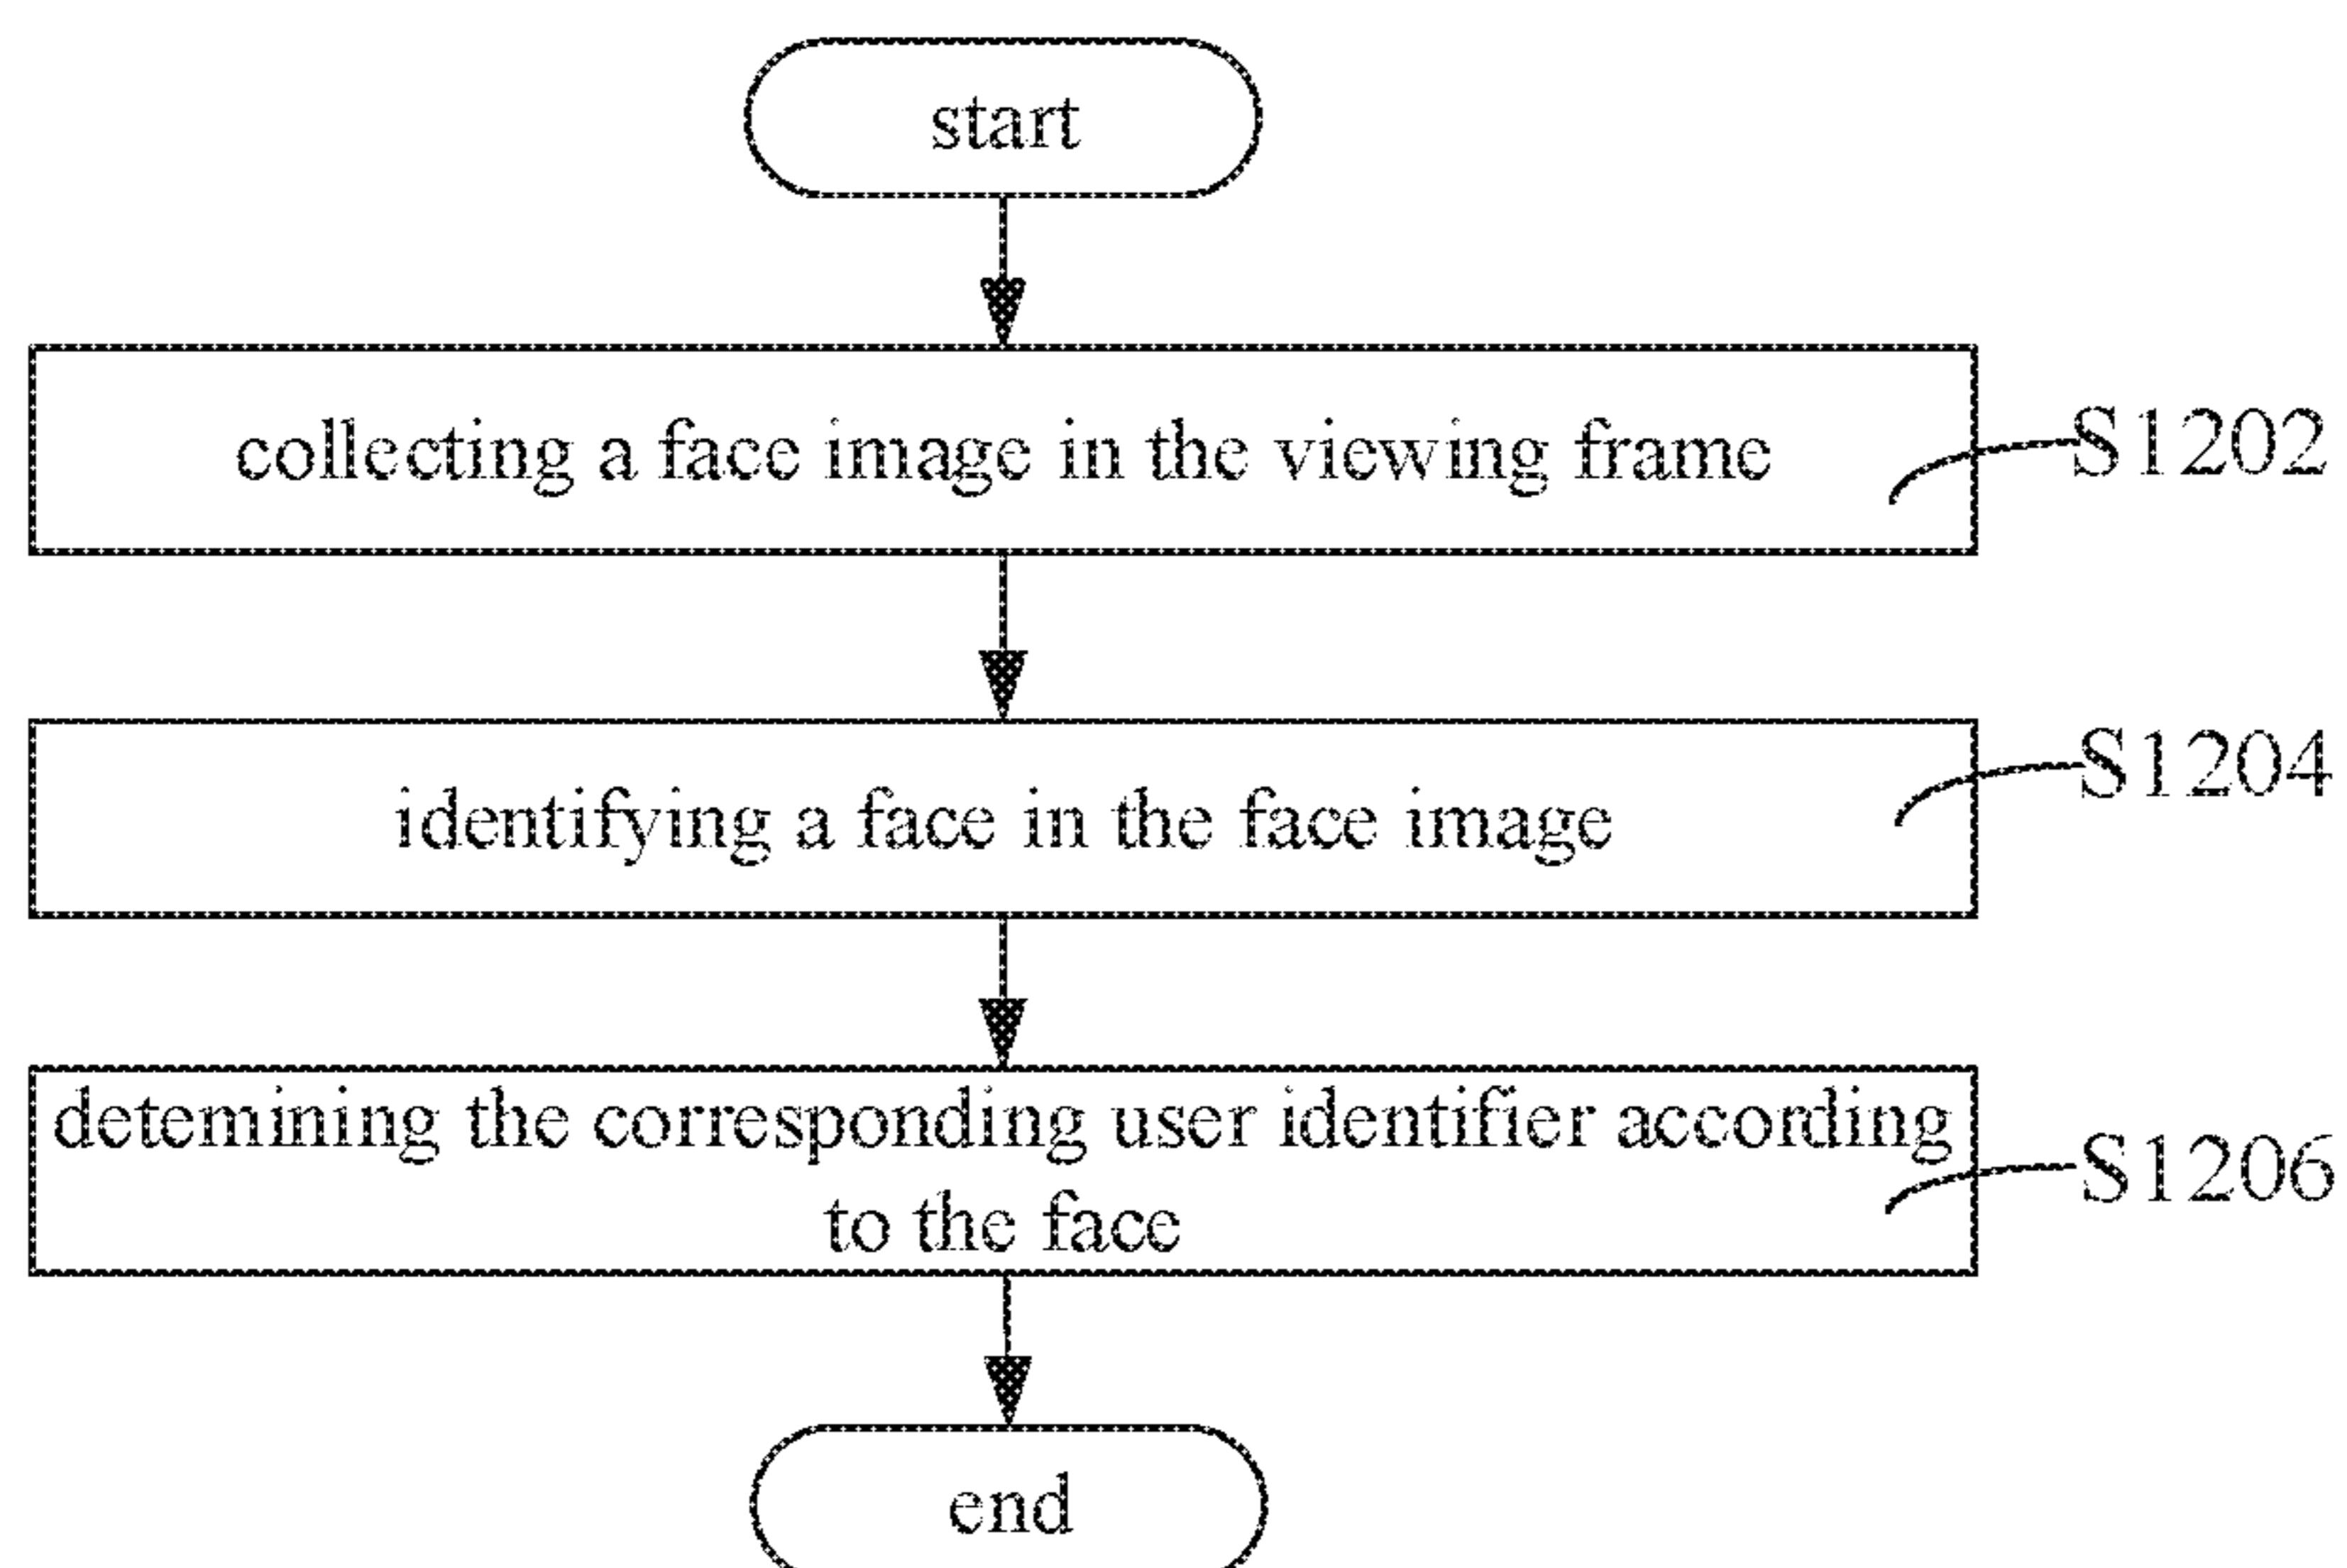 start
collecting a face image in the viewing frame
S1202
identifying a face in the face image
S1204
detemining the corresponding user identifier according
to the face
S1206
end